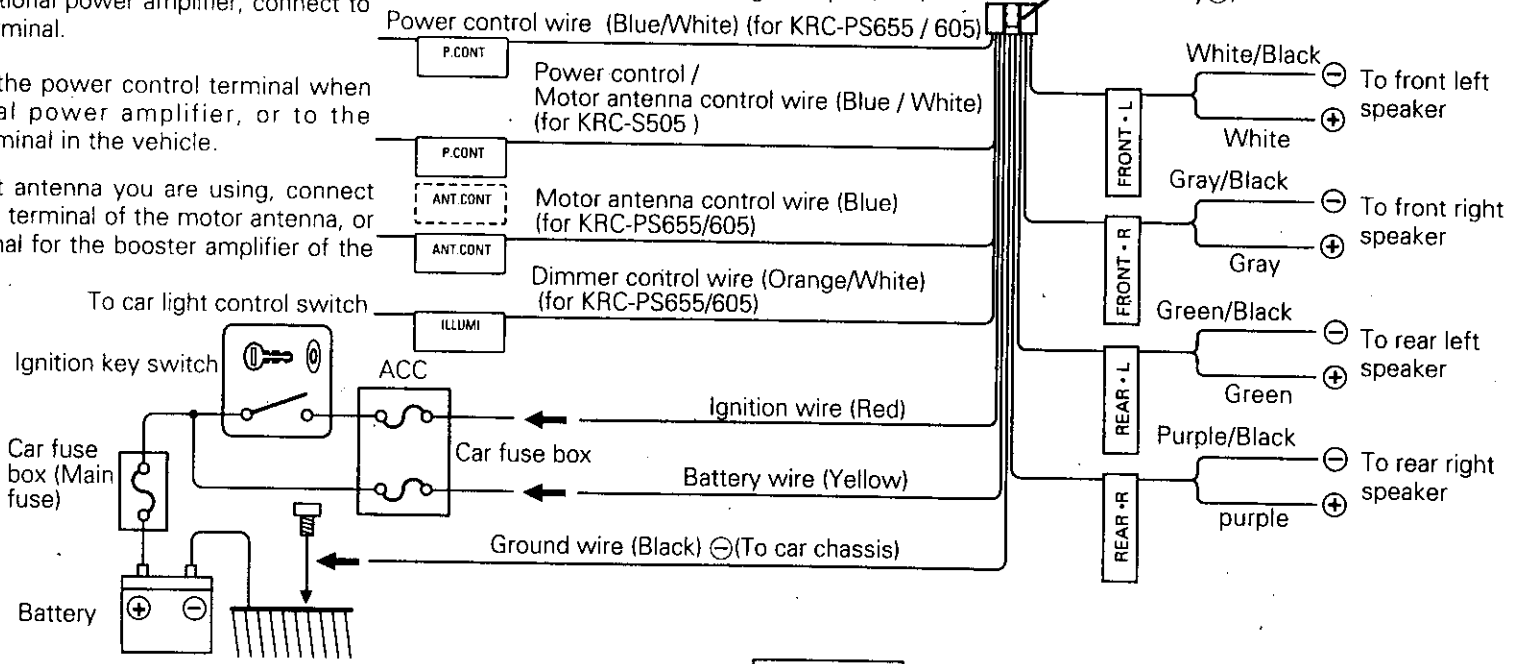 tional power amplifier, connect to
minal.
the power control terminal when
al power amplifier, or to the
minal in the vehicle.
t antenna you are using, connect
terminal of the motor antenna, or
nal for the booster amplifier of the
Power control wire (Blue/White) (for KRC-PS655 / 605)
P.CONT
Power control /
Motor antenna control wire (Blue / White)
(for KRC-S505 )
P.CONT
ANT.CONT
Motor antenna control wire (Blue)
(for KRC-PS655/605)
ANT.CONT
Dimmer control wire (Orange/White)
(for KRC-PS655/605)
To car light control switch
ILLUMI
Ignition key switch
ACC
Ignition wire (Red)
Car fuse box
Car fuse
box (Main
fuse)
Battery wire (Yellow)
Ground wire (Black) ⊖(To car chassis)
Battery
⊕ ⊖
White/Black
⊖ To front left
speaker
⊕
White
FRONT • L
Gray/Black
⊖ To front right
speaker
⊕
Gray
FRONT • R
Green/Black
⊖ To rear left
speaker
⊕
Green
REAR • L
Purple/Black
⊖ To rear right
speaker
⊕
purple
REAR •R